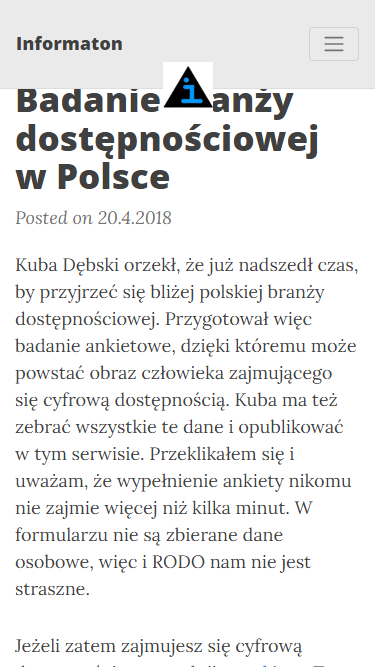 Informaton
Badanie anży
dostępnościowej
w Polsce
Posted on 20.4.2018
Kuba Dębski orzekł, że już nadszedł czas,
by przyjrzeć się bliżej polskiej branży
dostępnościowej. Przygotował więc
badanie ankietowe, dzięki któremu może
powstać obraz człowieka zajmującego
się cyfrową dostępnością. Kuba ma też
zebrać wszystkie te dane i opublikować
w tym serwisie. Przeklikałem się i
uważam, że wypełnienie ankiety nikomu
nie zajmie więcej niż kilka minut. W
formularzu nie są zbierane dane
osobowe, więc i RODO nam nie jest
straszne.
Jeżeli zatem zajmujesz się cyfrową